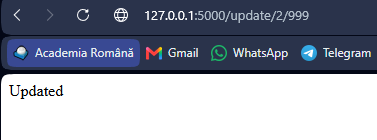 127.0.0.1:5000/update/2/999
Academia Română Gmail WhatsApp Telegram
Updated